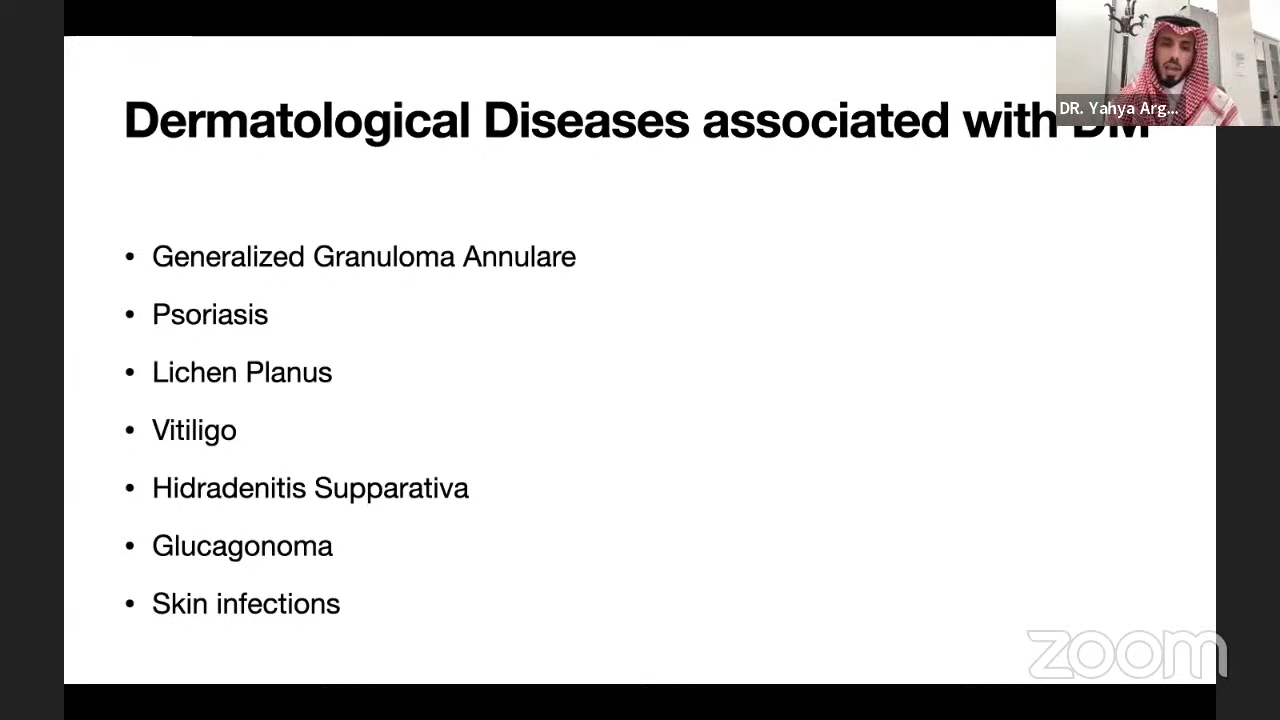 DR. Yahya Arg...
Dermatological Diseases associated with DM
• Generalized Granuloma Annulare
• Psoriasis
• Lichen Planus
• Vitiligo
• Hidradenitis Supparativa
• Glucagonoma
• Skin infections
zoom